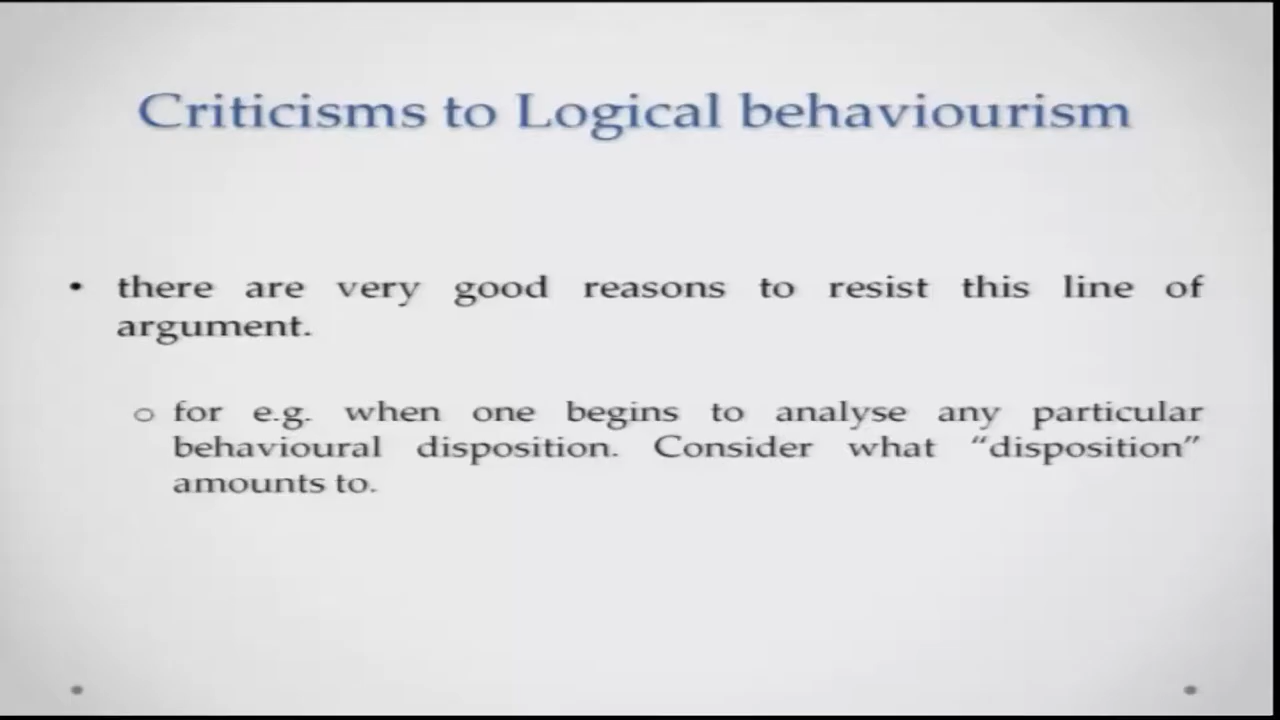 Criticisms to Logical behaviourism
• there are very good reasons to resist this line of
argument.
o for e.g. when one begins to analyse any particular
behavioural disposition. Consider what “disposition”
amounts to.